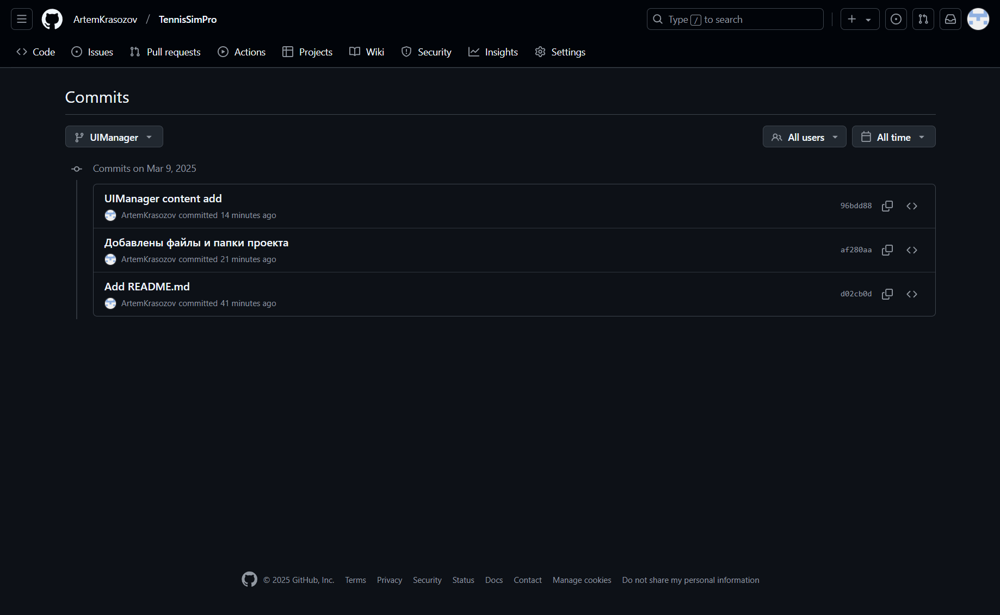 ArtemKrasozov / TennisSimPro
Type / to search
Code Issues Pull requests Actions Projects Wiki Security Insights Settings
Commits
UIManager
All users All time
Commits on Mar 9, 2025
UIManager content add
ArtemKrasozov committed 14 minutes ago
96bdd88
Добавлены файлы и папки проекта
ArtemKrasozov committed 21 minutes ago
af280aa
Add README.md
ArtemKrasozov committed 41 minutes ago
d02cb0d
© 2025 GitHub, Inc. Terms Privacy Security Status Docs Contact Manage cookies Do not share my personal information